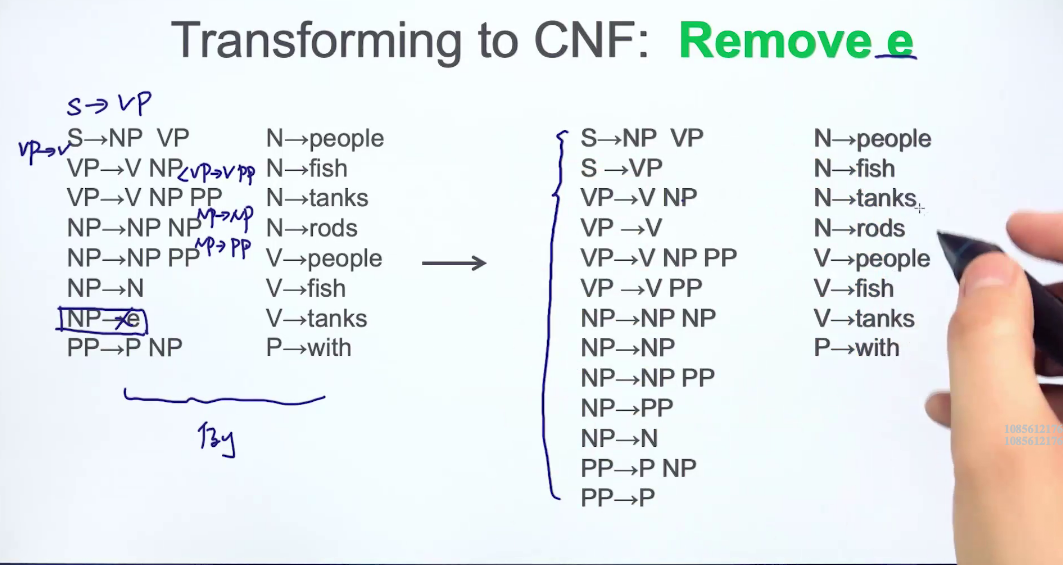 Transforming to CNF: Remove e
S→VP
S→NP VP
VP→V
VP→V NP
VP→V PP
VP→V NP PP
NP→NP
NP→NP NP
NP→PP
NP→NP PP
NP→N
NP→e
PP→P NP
N→people
N→fish
N→tanks
N→rods
V→people
V→fish
V→tanks
P→with
→
S→NP VP
S →VP
VP→V NP
VP →V
VP→V NP PP
VP →V PP
NP→NP NP
NP→NP
NP→NP PP
NP→PP
NP→N
PP→P NP
PP→P
N→people
N→fish
N→tanks
N→rods
V→people
V→fish
V→tanks
P→with